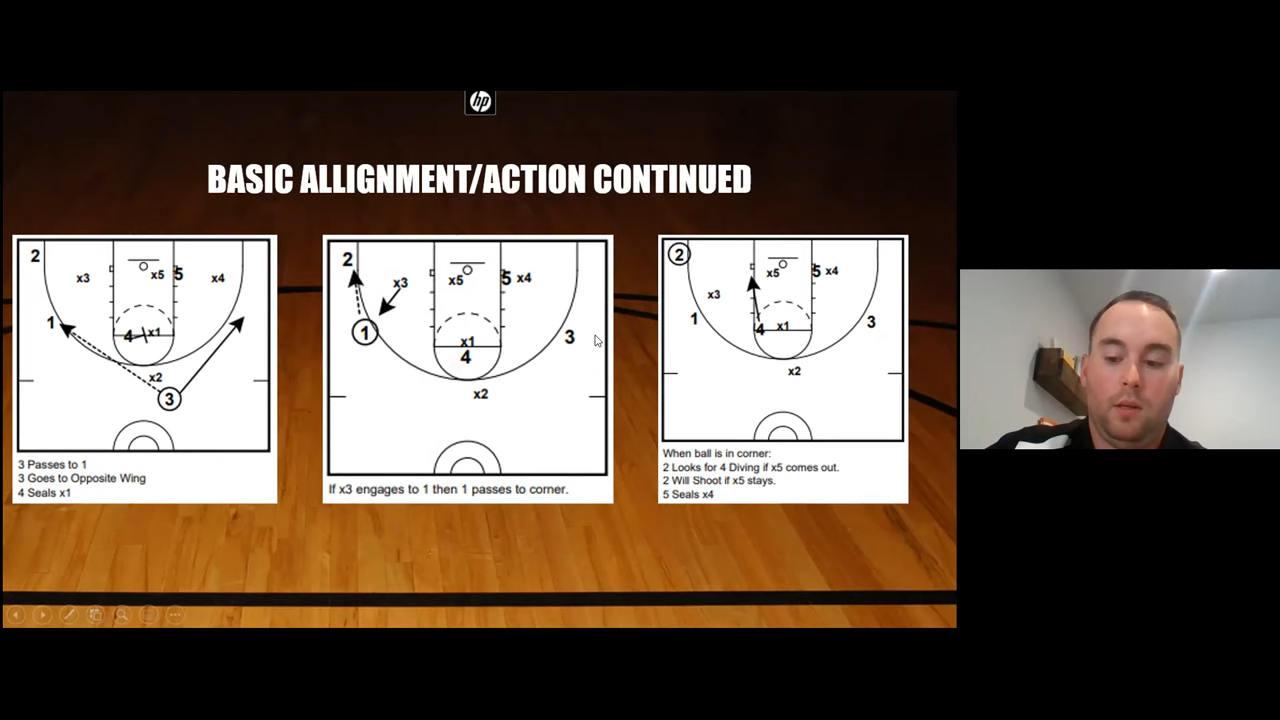 hp
BASIC ALLIGNMENT/ACTION CONTINUED
2
x3
x5
5
x4
1
4
x1
x2
3
3 Passes to 1
3 Goes to Opposite Wing
4 Seals x1
2
x3
x5
5
x4
1
x1
4
3
x2
If x3 engages to 1 then 1 passes to corner.
2
x5
5
x4
x3
1
4
x1
3
x2
When ball is in corner:
2 Looks for 4 Diving if x5 comes out.
2 Will Shoot if x5 stays.
5 Seals x4